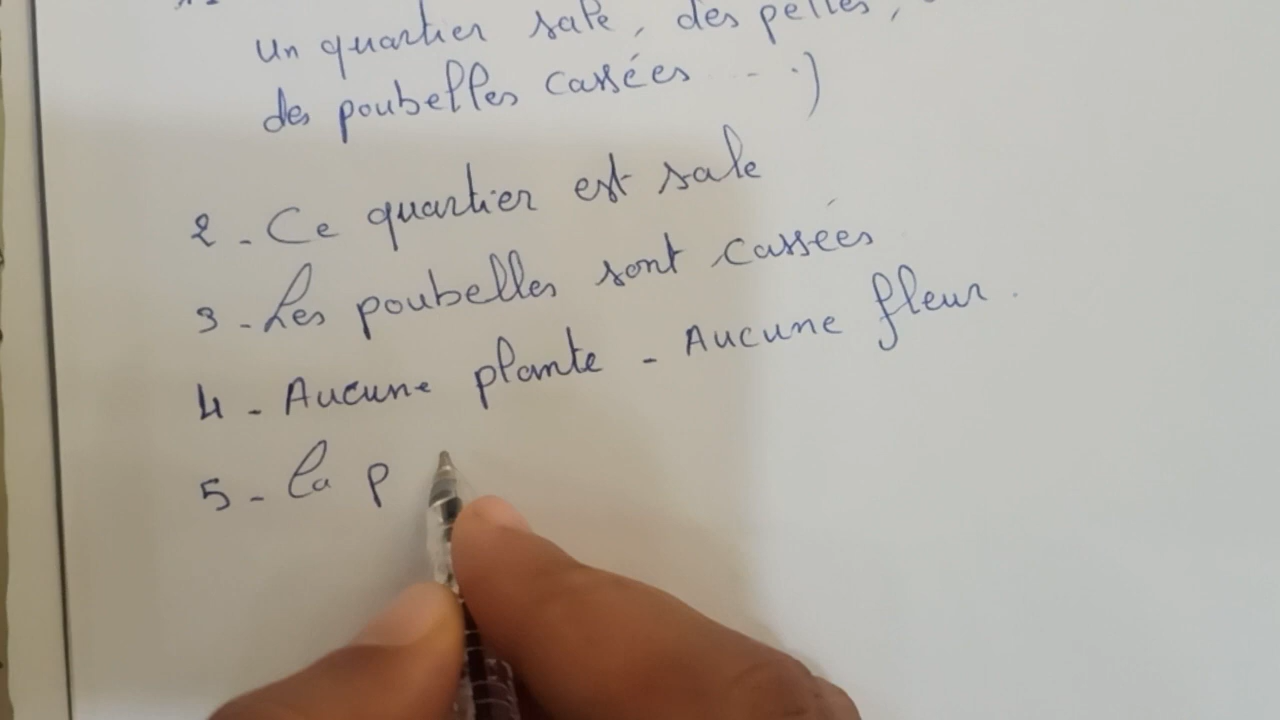 un quartier sale, des pelles,
des poubelles cassées - . . )
2 - Ce quartier est sale
3 - Les poubelles sont cassées
4 - Aucune plante - Aucune fleur.
5 - La p